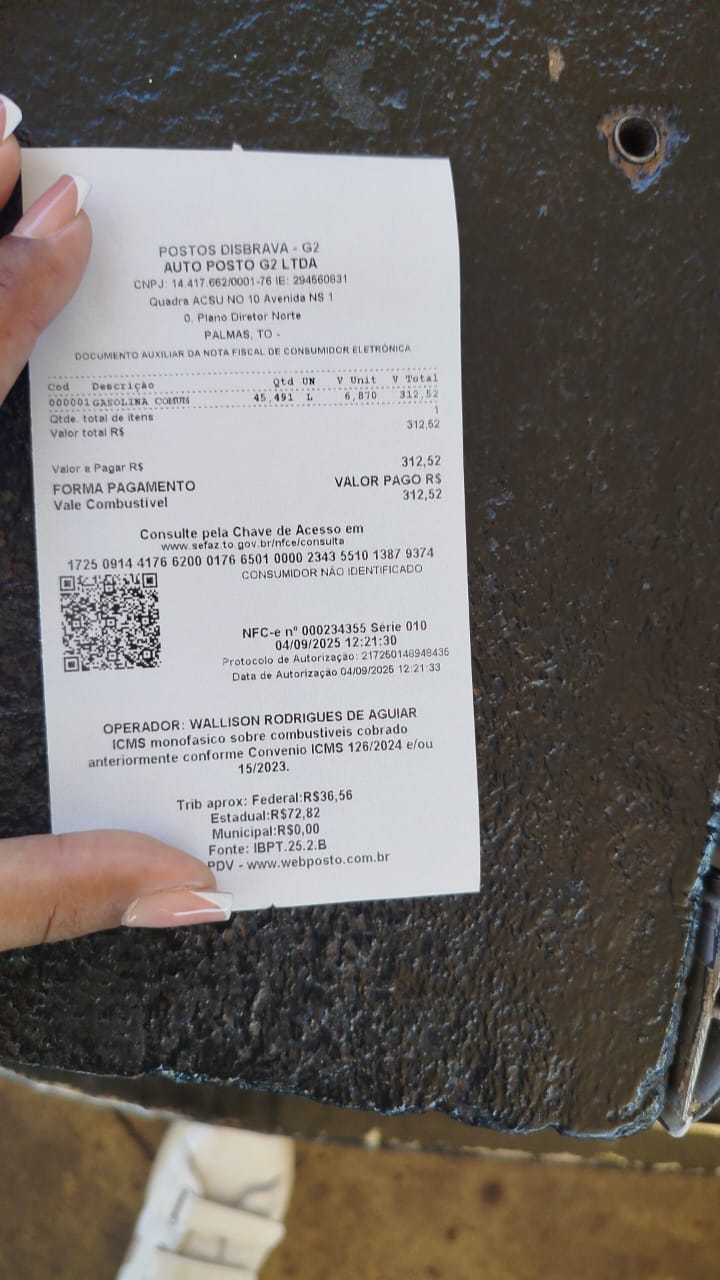 POSTOS DISBRAVA - G2
AUTO POSTO G2 LTDA
CNPJ: 14.417.662/0001-76 IE: 294660831
Quadra ACSU NO 10 Avenida NS 1
0, Plano Diretor Norte
PALMAS, TO -
DOCUMENTO AUXILIAR DA NOTA FISCAL DE CONSUMIDOR ELETRÔNICA
Cod Descrição Qtd UN V Unit V Total
000001 GASOLINA COMUM 45,491 L 6,870 312,52
Qtde. total de itens 1
Valor total R$ 312,52
Valor a Pagar R$ 312,52
FORMA PAGAMENTO VALOR PAGO R$
Vale Combustível 312,52
Consulte pela Chave de Acesso em
www.sefaz.to.gov.br/nfce/consulta
1725 0914 4176 6200 0176 6501 0000 2343 5510 1387 9374
CONSUMIDOR NÃO IDENTIFICADO
NFC-e nº 000234355 Série 010
04/09/2025 12:21:30
Protocolo de Autorização: 217250148948435
Data de Autorização 04/09/2025 12:21:33
OPERADOR: WALLISON RODRIGUES DE AGUIAR
ICMS monofasico sobre combustiveis cobrado
anteriormente conforme Convenio ICMS 126/2024 e/ou
15/2023.
Trib aprox: Federal:R$36,56
Estadual:R$72,82
Municipal:R$0,00
Fonte: IBPT.25.2.B
PDV - www.webposto.com.br